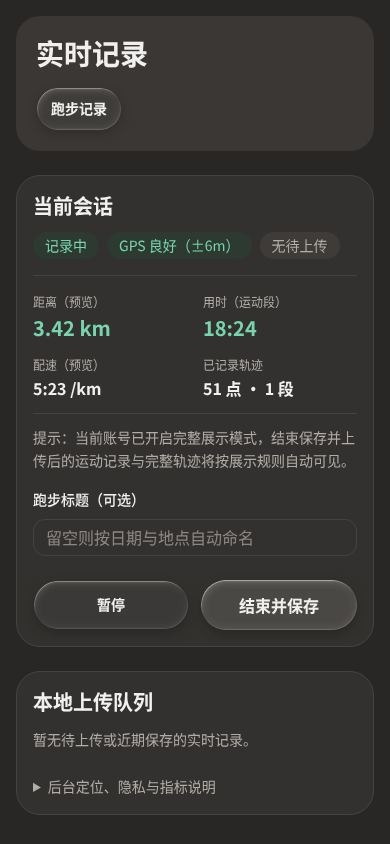 实时记录
跑步记录
当前会话
记录中 GPS 良好（±6m） 无待上传
距离（预览） 用时（运动段）
3.42 km 18:24
配速（预览） 已记录轨迹
5:23 /km 51 点 · 1 段
提示：当前账号已开启完整展示模式，结束保存并上
传后的运动记录与完整轨迹将按展示规则自动可见。
跑步标题（可选）
留空则按日期与地点自动命名
暂停 结束并保存
本地上传队列
暂无待上传或近期保存的实时记录。
▶ 后台定位、隐私与指标说明